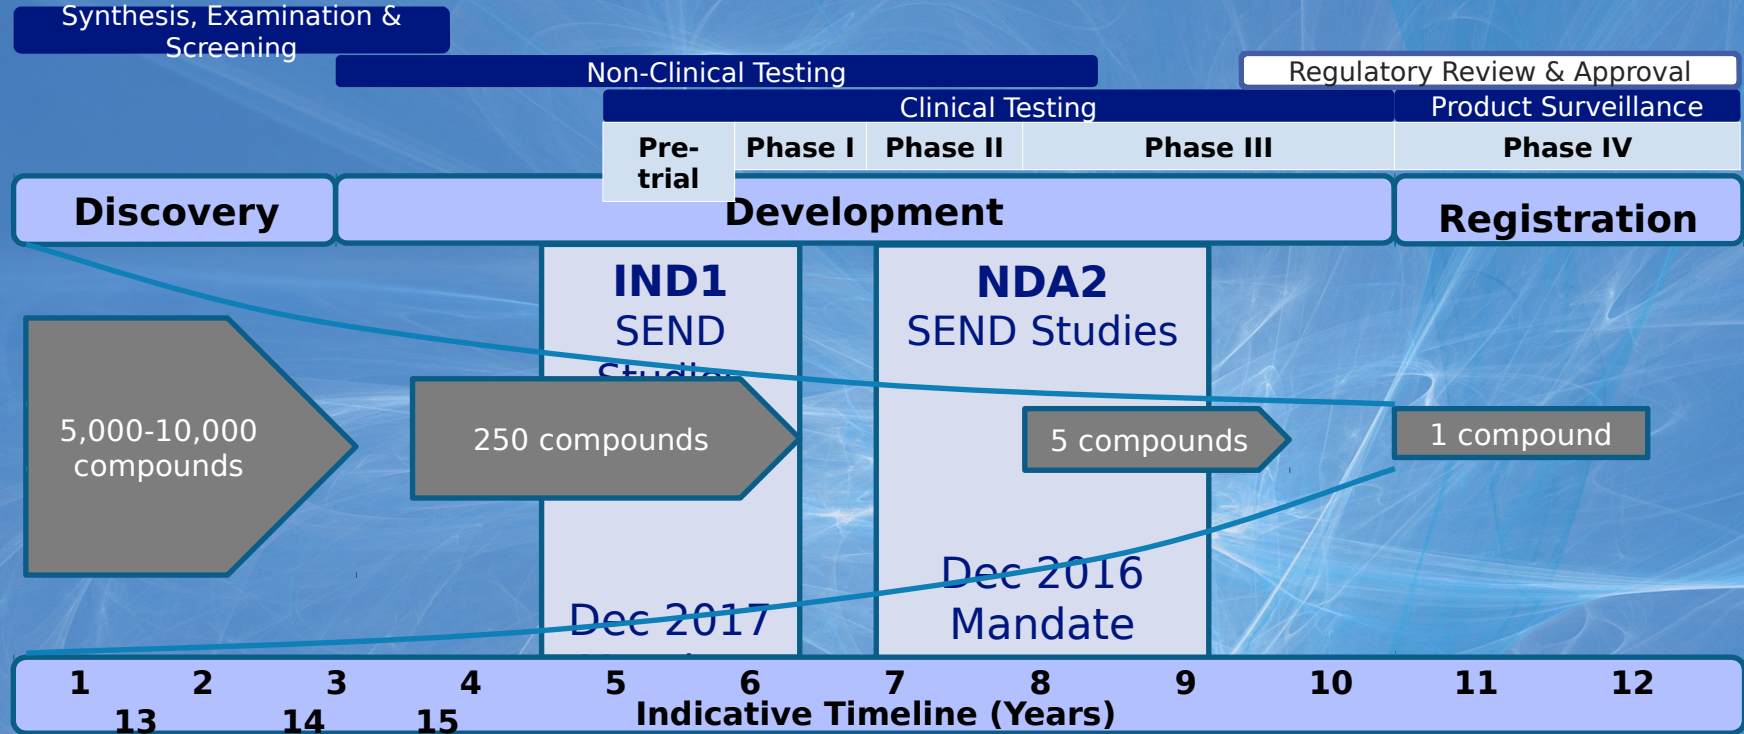 Synthesis, Examination &
Screening
Non-Clinical Testing
Regulatory Review & Approval
Clinical Testing
Product Surveillance
Pre-
trial
Phase I
Phase II
Phase III
Phase IV
Discovery
Development
Registration
IND1
SEND
Studies
NDA2
SEND Studies
5,000-10,000
compounds
250 compounds
5 compounds
1 compound
Dec 2017
Dec 2016
Mandate
1 2 3 4 5 6 7 8 9 10 11 12
13 14 15
Indicative Timeline (Years)